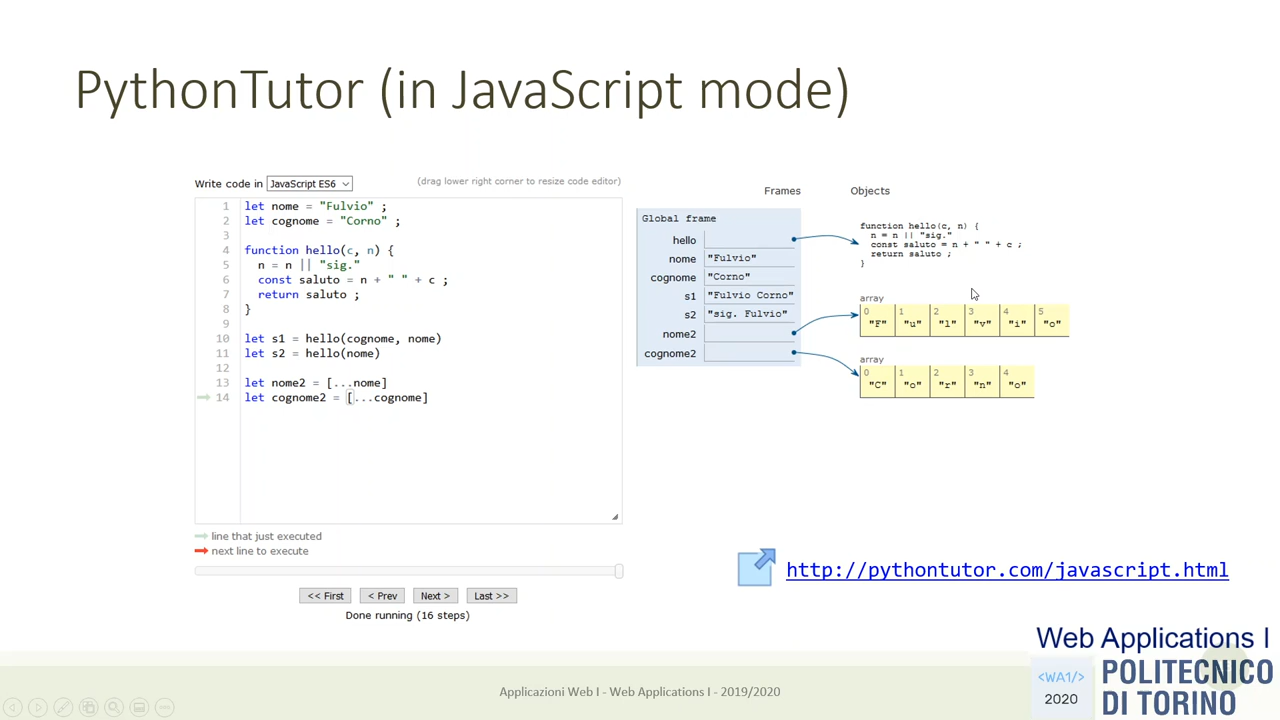 PythonTutor (in JavaScript mode)
Write code in JavaScript ES6
(drag lower right corner to resize code editor)
1 let nome = "Fulvio" ;
2 let cognome = "Corno" ;
3
4 function hello(c, n) {
5 n = n || "sig."
6 const saluto = n + " " + c ;
7 return saluto ;
8 }
9
10 let s1 = hello(cognome, nome)
11 let s2 = hello(nome)
12
13 let nome2 = [...nome]
14 let cognome2 = [...cognome]
line that just executed
next line to execute
<< First < Prev Next > Last >>
Done running (16 steps)
Frames Objects
Global frame
hello
nome "Fulvio"
cognome "Corno"
s1 "Fulvio Corno"
s2 "sig. Fulvio"
nome2
cognome2
function hello(c, n) {
n = n || "sig."
const saluto = n + " " + c ;
return saluto ;
}
array
0 1 2 3 4 5
"F" "u" "l" "v" "i" "o"
array
0 1 2 3 4
"C" "o" "r" "n" "o"
http://pythontutor.com/javascript.html
Applicazioni Web I - Web Applications I - 2019/2020
Web Applications I
<WA1/>
2020
POLITECNICO
DI TORINO